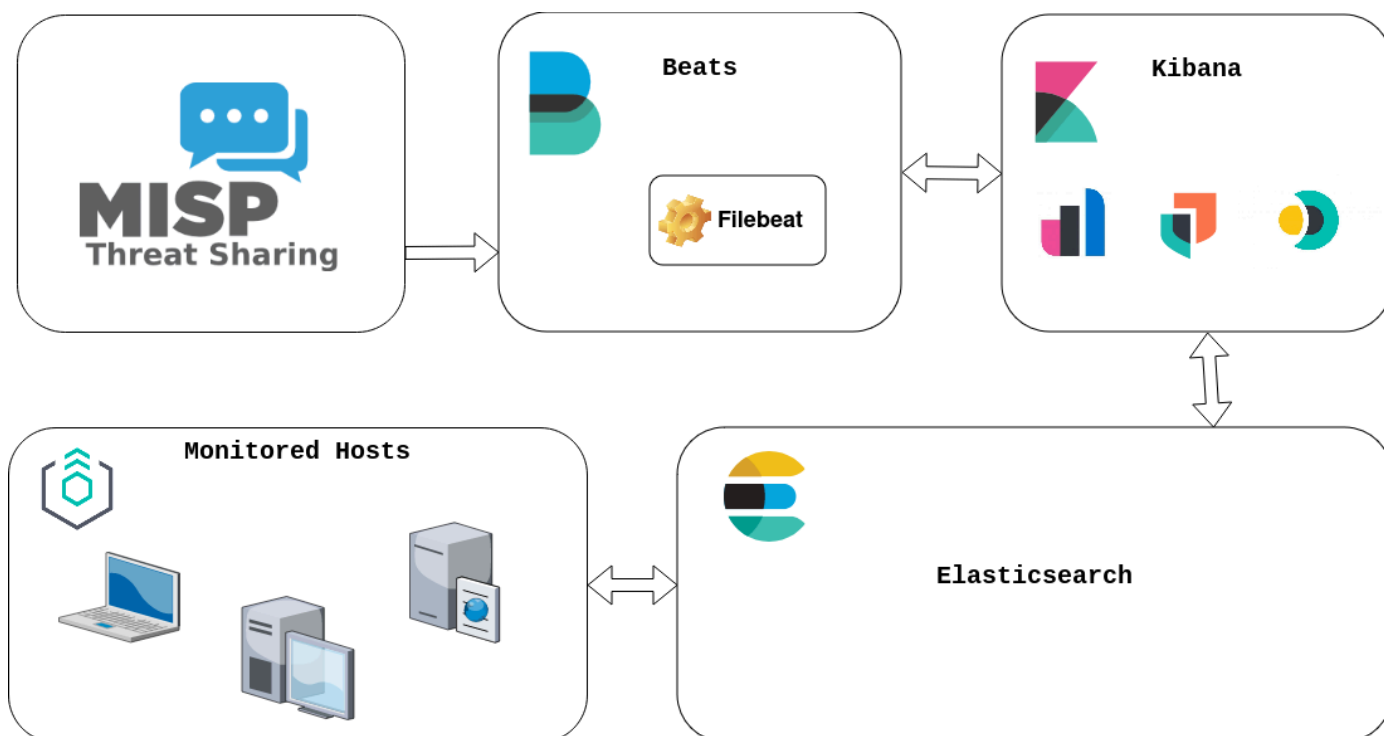 MISP
Threat Sharing
Beats
Filebeat
Kibana
Monitored Hosts
Elasticsearch